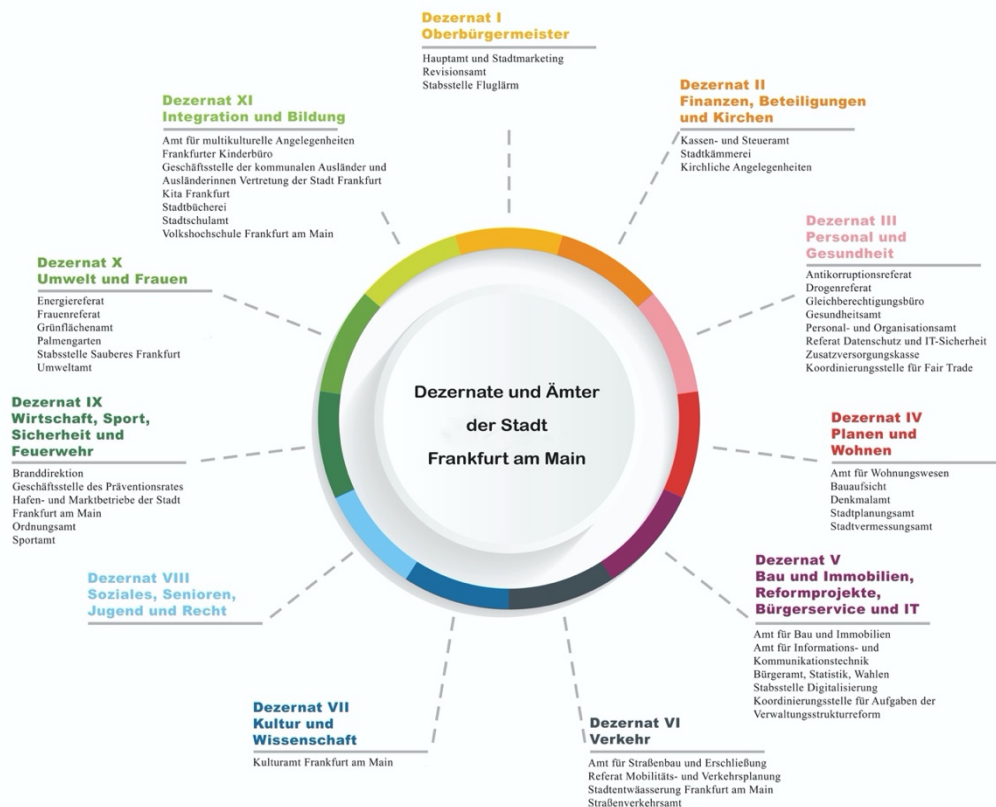 Dezernat I
Oberbürgermeister
Hauptamt und Stadtmarketing
Revisionsamt
Stabsstelle Fluglärm
Dezernat II
Finanzen, Beteiligungen
und Kirchen
Kassen- und Steueramt
Stadtkämmerei
Kirchliche Angelegenheiten
Dezernat III
Personal und
Gesundheit
Antikorruptionsreferat
Drogenreferat
Gleichberechtigungsbüro
Gesundheitsamt
Personal- und Organisationsamt
Referat Datenschutz und IT-Sicherheit
Zusatzversorgungskasse
Koordinierungsstelle für Fair Trade
Dezernat IV
Planen und
Wohnen
Amt für Wohnungswesen
Bauaufsicht
Denkmalamt
Stadtplanungsamt
Stadtvermessungsamt
Dezernat V
Bau und Immobilien,
Reformprojekte,
Bürgerservice und IT
Amt für Bau und Immobilien
Amt für Informations- und
Kommunikationstechnik
Bürgeramt, Statistik, Wahlen
Stabsstelle Digitalisierung
Koordinierungsstelle für Aufgaben der
Verwaltungsstrukturreform
Dezernat VI
Verkehr
Amt für Straßenbau und Erschließung
Referat Mobilitäts- und Verkehrsplanung
Stadtentwäasserung Frankfurt am Main
Straßenverkehrsamt
Dezernat VII
Kultur und
Wissenschaft
Kulturamt Frankfurt am Main
Dezernat VIII
Soziales, Senioren,
Jugend und Recht
Dezernat IX
Wirtschaft, Sport,
Sicherheit und
Feuerwehr
Branddirektion
Geschäftsstelle des Präventionsrates
Hafen- und Marktbetriebe der Stadt
Frankfurt am Main
Ordnungsamt
Sportamt
Dezernat X
Umwelt und Frauen
Energiereferat
Frauenreferat
Grünflächenamt
Palmengarten
Stabsstelle Sauberes Frankfurt
Umweltamt
Dezernat XI
Integration und Bildung
Amt für multikulturelle Angelegenheiten
Frankfurter Kinderbüro
Geschäftsstelle der kommunalen Ausländer und
Ausländerinnen Vertretung der Stadt Frankfurt
Kita Frankfurt
Stadtbücherei
Stadtschulamt
Volkshochschule Frankfurt am Main
Dezernate und Ämter
der Stadt
Frankfurt am Main